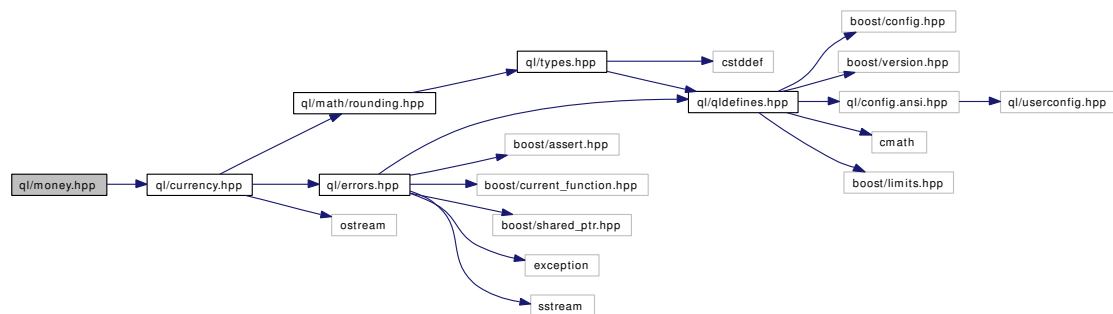 boost/config.hpp
ql/types.hpp
cstddef
boost/version.hpp
ql/math/rounding.hpp
ql/qldefines.hpp
ql/config.ansi.hpp
ql/userconfig.hpp
boost/assert.hpp
cmath
ql/money.hpp
ql/currency.hpp
ql/errors.hpp
boost/current_function.hpp
boost/limits.hpp
ostream
boost/shared_ptr.hpp
exception
sstream